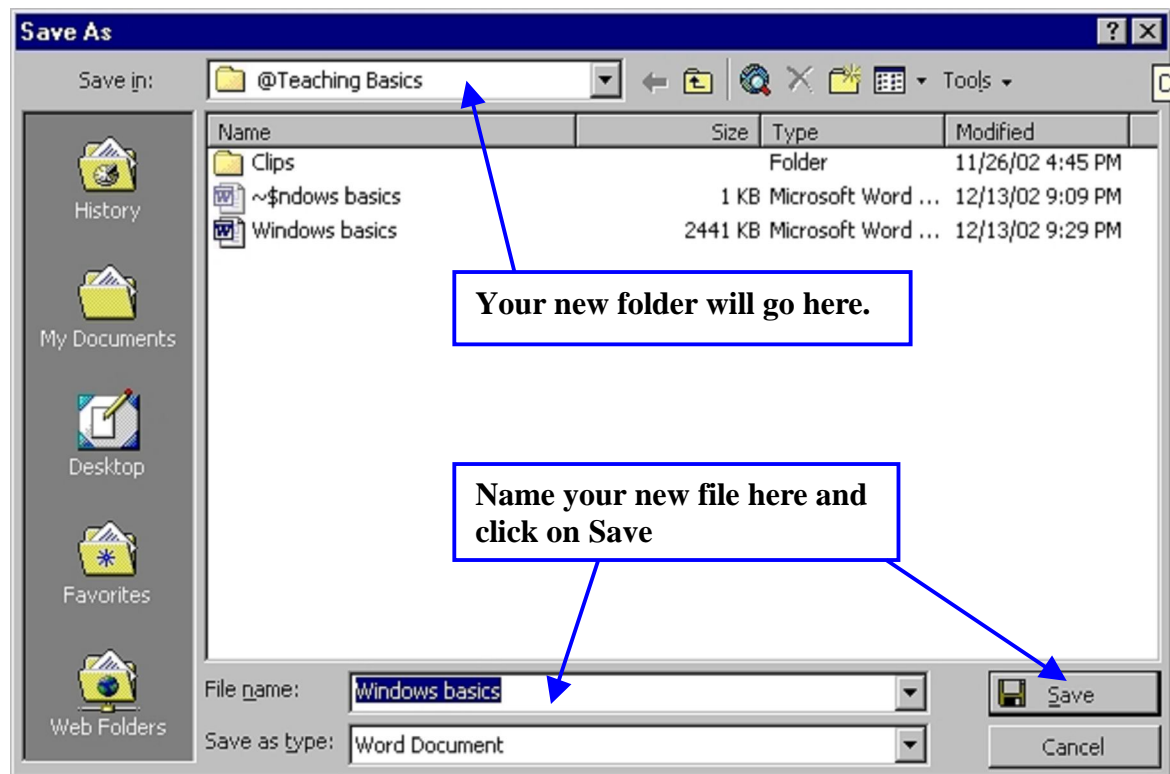 Save As
Save in: @Teaching Basics Tools
Name Size Type Modified
Clips Folder 11/26/02 4:45 PM
~$ndows basics 1 KB Microsoft Word ... 12/13/02 9:09 PM
Windows basics 2441 KB Microsoft Word ... 12/13/02 9:29 PM
History
My Documents
Desktop
Favorites
Web Folders
Your new folder will go here.
Name your new file here and
click on Save
File name: Windows basics Save
Save as type: Word Document Cancel